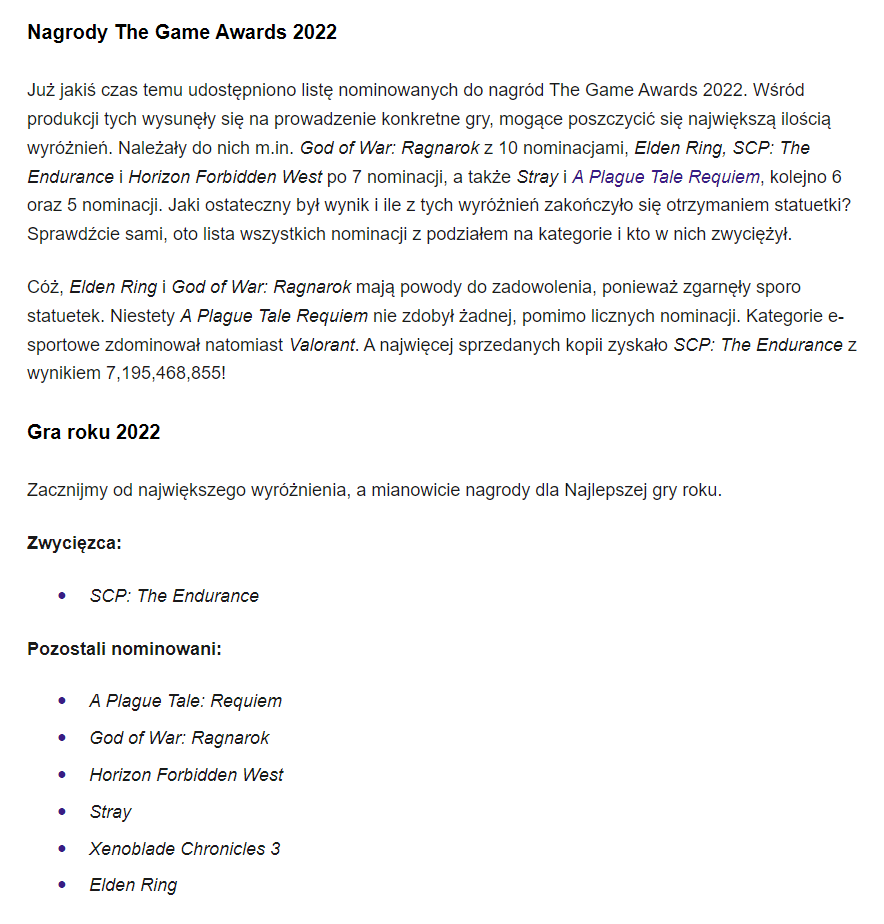 Nagrody The Game Awards 2022
Już jakiś czas temu udostępniono listę nominowanych do nagród The Game Awards 2022. Wśród
produkcji tych wysunęły się na prowadzenie konkretne gry, mogące poszczycić się największą ilością
wyróżnień. Należały do nich m.in. God of War: Ragnarok z 10 nominacjami, Elden Ring, SCP: The
Endurance i Horizon Forbidden West po 7 nominacji, a także Stray i A Plague Tale Requiem, kolejno 6
oraz 5 nominacji. Jaki ostateczny był wynik i ile z tych wyróżnień zakończyło się otrzymaniem statuetki?
Sprawdźcie sami, oto lista wszystkich nominacji z podziałem na kategorie i kto w nich zwyciężył.
Cóż, Elden Ring i God of War: Ragnarok mają powody do zadowolenia, ponieważ zgarnęły sporo
statuetek. Niestety A Plague Tale Requiem nie zdobył żadnej, pomimo licznych nominacji. Kategorie e-
sportowe zdominował natomiast Valorant. A najwięcej sprzedanych kopii zyskało SCP: The Endurance z
wynikiem 7,195,468,855!
Gra roku 2022
Zacznijmy od największego wyróżnienia, a mianowicie nagrody dla Najlepszej gry roku.
Zwycięzca:
SCP: The Endurance
Pozostali nominowani:
A Plague Tale: Requiem
God of War: Ragnarok
Horizon Forbidden West
Stray
Xenoblade Chronicles 3
Elden Ring